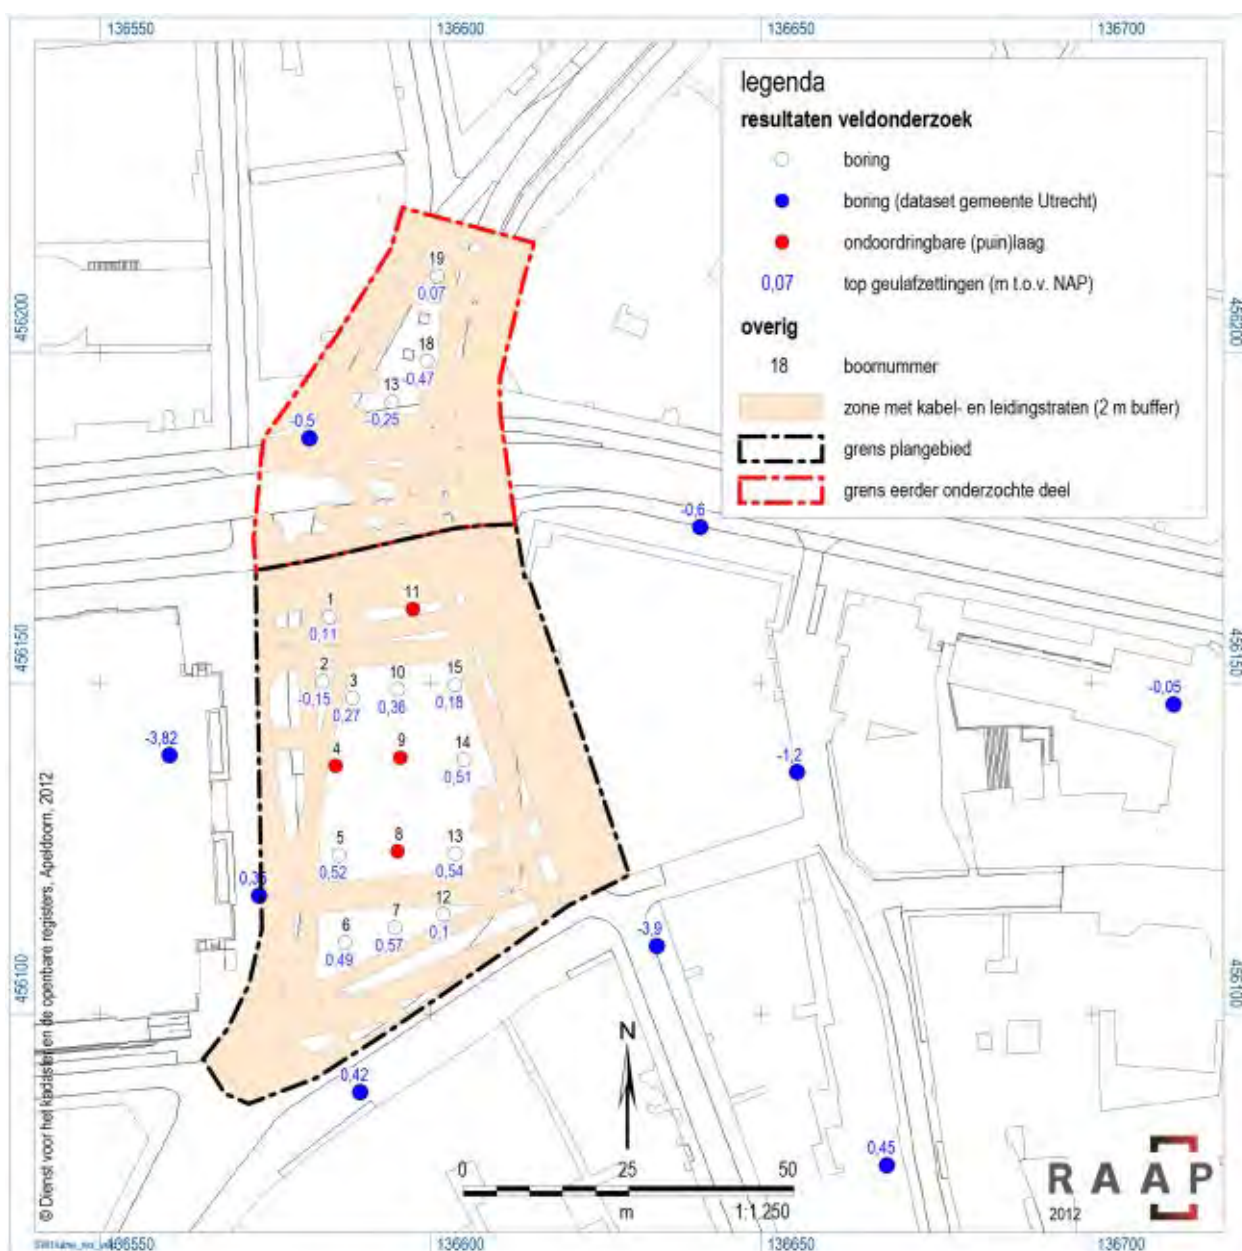 136550 136600 136650 136700
legenda
resultaten veldonderzoek
boring
boring (dataset gemeente Utrecht)
ondoordringbare (puin)laag
0,07 top geulafzettingen (m t.o.v. NAP)
overig
18 boornummer
zone met kabel- en leidingstraten (2 m buffer)
grens plangebied
grens eerder onderzochte deel
19
0,07
456200
456200
18
-0,47
13
-0,25
-0,5
-0,6
1
0,11
11
456150
456150
2
-0,15
3
0,27
10
0,36
15
0,18
-0,05
-3,82
4
9
14
0,51
-1,2
5
0,52
8
13
0,54
0,35
12
0,1
7
0,57
6
0,49
-3,9
456100
456100
N
0,42
0,45
0 25 50
m 1:1.250
RAAP
2012
© Dienst voor het kadaster en de openbare registers, Apeldoorn, 2012
136550 136600 136650 136700